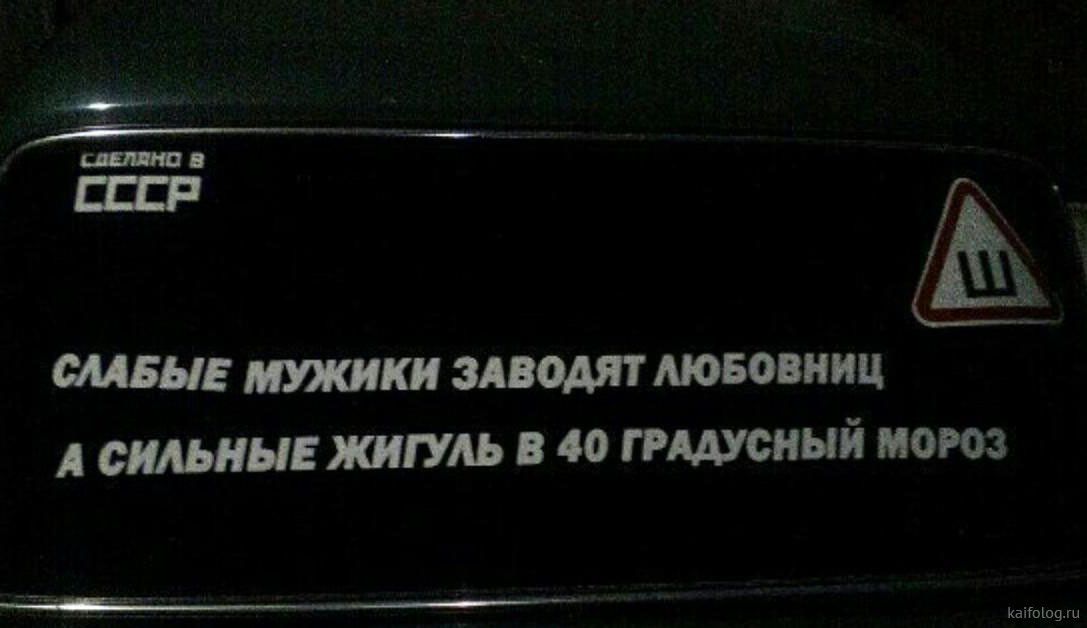 СДЕЛАНО В
СССР
Ш
СЛАБЫЕ МУЖИКИ ЗАВОДЯТ ЛЮБОВНИЦ
А СИЛЬНЫЕ ЖИГУЛЬ В 40 ГРАДУСНЫЙ МОРОЗ
kaifolog.ru